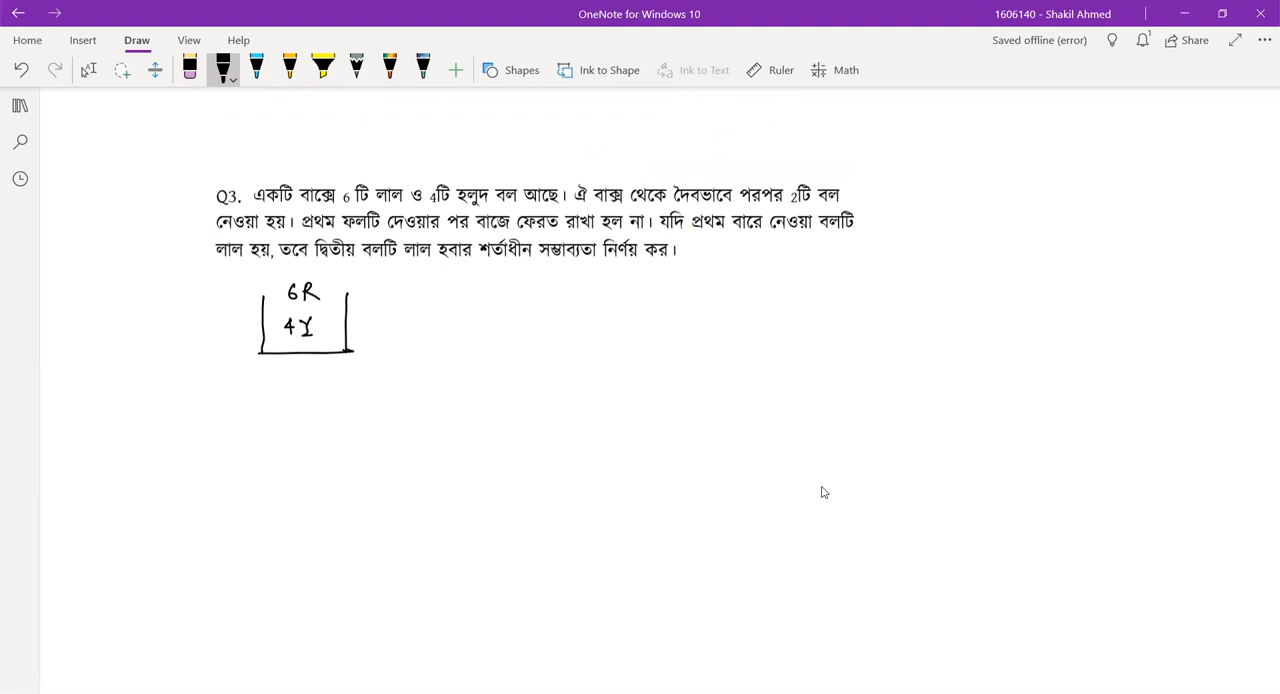 OneNote for Windows 10
1606140 - Shakil Ahmed
Home Insert Draw View Help
Saved offline (error) 1 Share
Shapes Ink to Shape Ink to Text Ruler Math
Q3. একটি বাক্সে 6 টি লাল ও 4টি হলুদ বল আছে। ঐ বাক্স থেকে দৈবভাবে পরপর 2টি বল
নেওয়া হয়। প্রথম ফলটি দেওয়ার পর বাজে ফেরত রাখা হল না। যদি প্রথম বারে নেওয়া বলটি
লাল হয়, তবে দ্বিতীয় বলটি লাল হবার শর্তাধীন সম্ভাব্যতা নির্ণয় কর।
6R
4Y